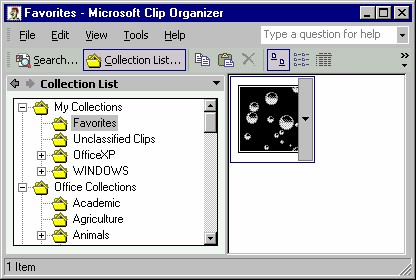 Favorites - Microsoft Clip Organizer
File Edit View Tools Help Type a question for help
Search... Collection List...
Collection List
My Collections
Favorites
Unclassified Clips
OfficeXP
WINDOWS
Office Collections
Academic
Agriculture
Animals
1 Item